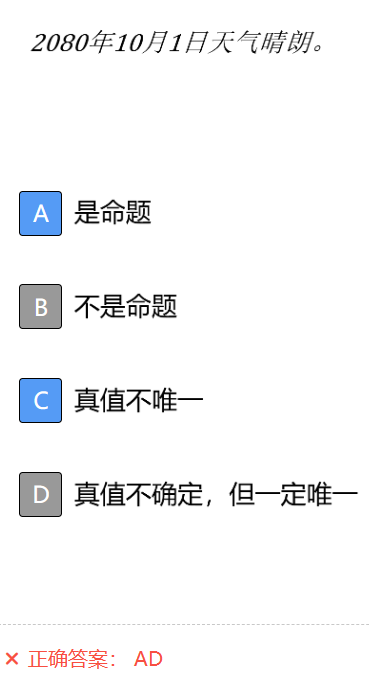 2080年10月1日天气晴朗。
A 是命题
B 不是命题
C 真值不唯一
D 真值不确定，但一定唯一
× 正确答案： AD